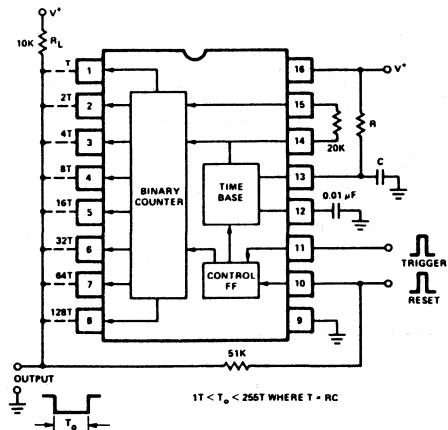 V+
10K
RL
T
1
16
V+
2T
2
15
4T
3
14
R
20K
8T
4
13
C
BINARY
COUNTER
TIME
BASE
16T
5
12
0.01 μF
32T
6
11
TRIGGER
CONTROL
FF
64T
7
10
RESET
128T
8
9
51K
OUTPUT
To
1T < To < 255T WHERE T = RC